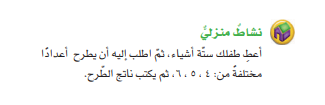 نشاطٌ منزليٌّ
أعطِ طفلك ستّة أشياء، ثمّ اطلب إليه أن يطرح أعدادًا
مختلفةً من: ٤ ، ٥ ، ٦، ثم يكتب ناتج الطّرح.